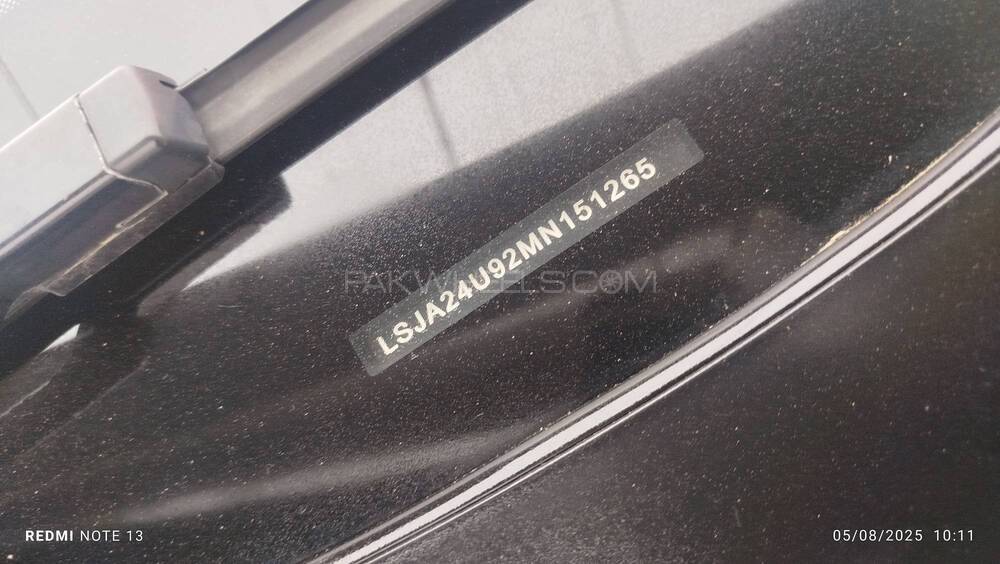 LSJA24U92MN151265
PAKWHEELS.COM
REDMI NOTE 13
05/08/2025 10:11